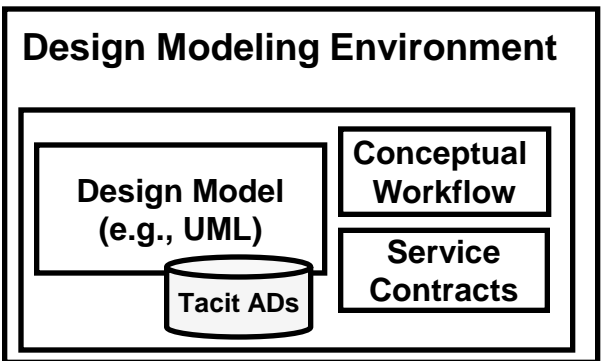 Design Modeling Environment
Design Model
(e.g., UML)
Tacit ADs
Conceptual
Workflow
Service
Contracts